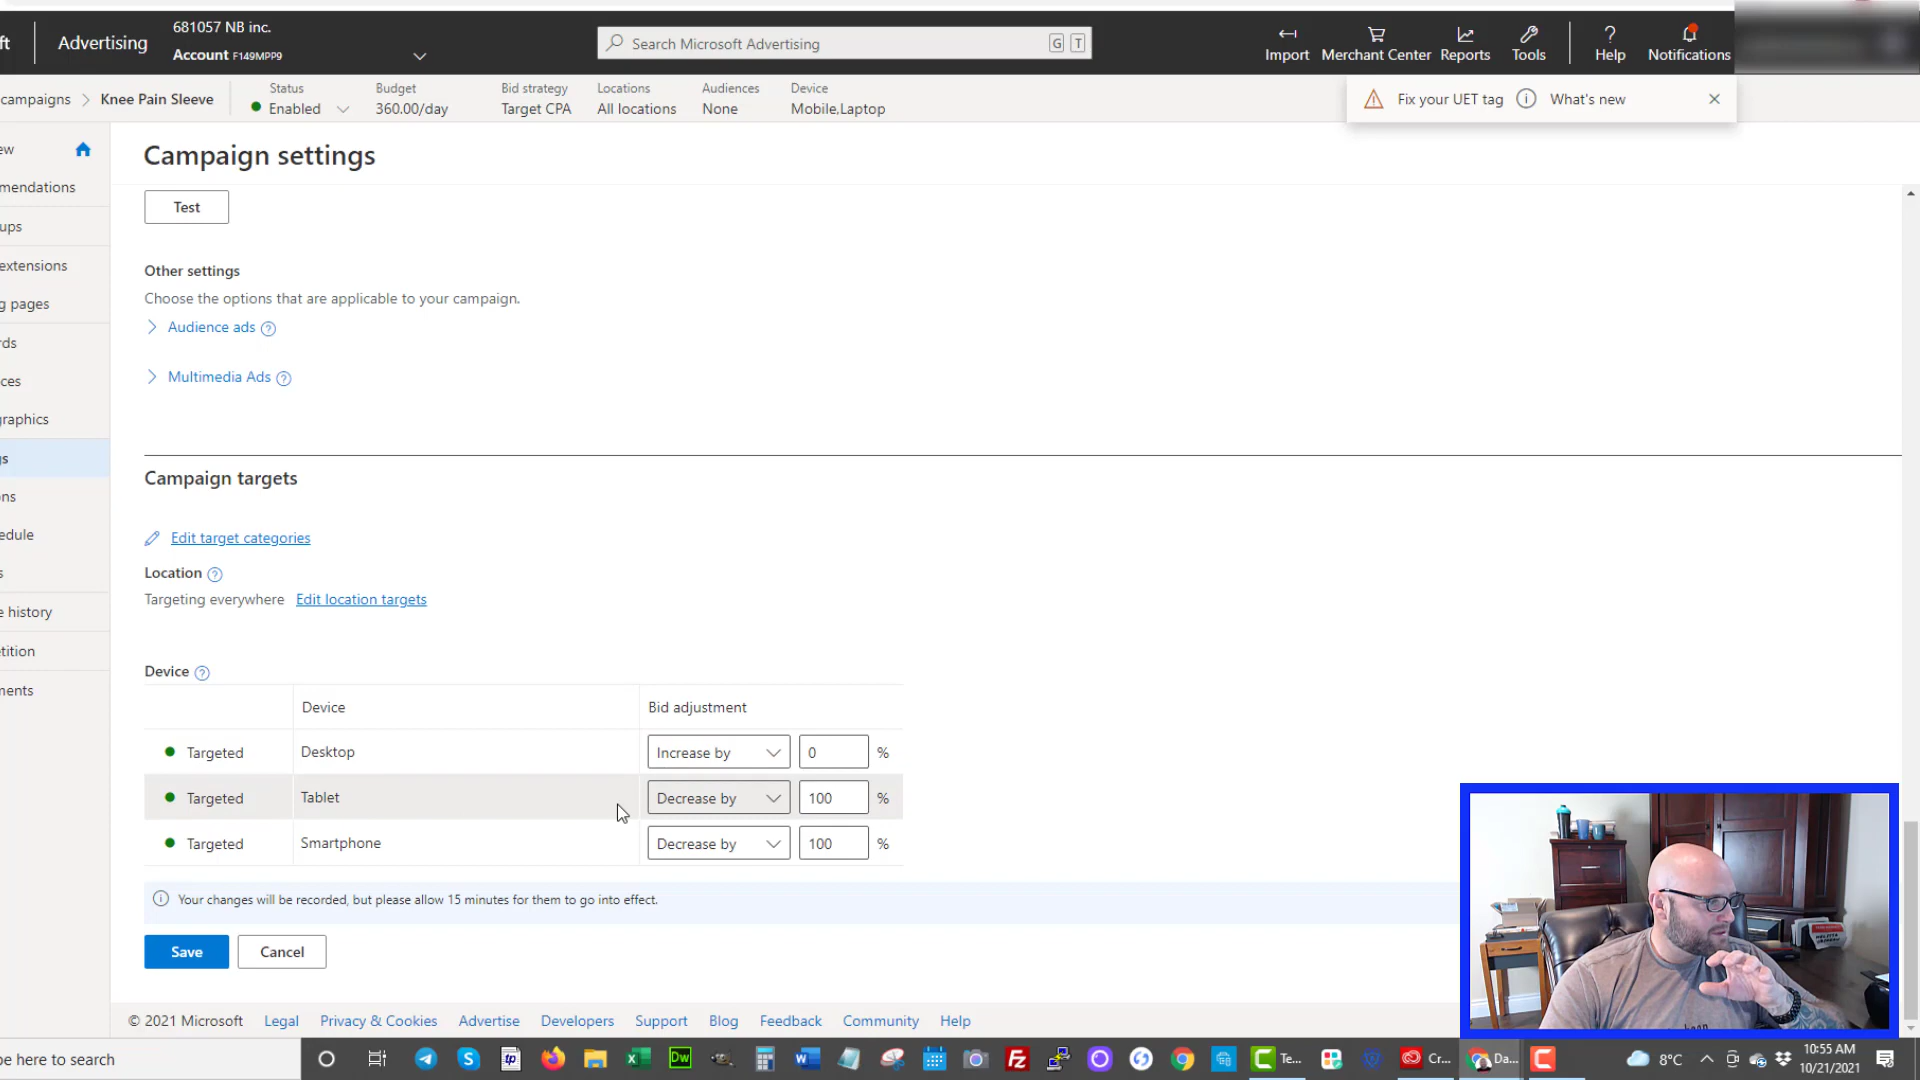 ft
Advertising
681057 NB inc.
Account F149MPP9
Search Microsoft Advertising
G T
Import
Merchant Center
Reports
Tools
Help
Notifications
campaigns > Knee Pain Sleeve
Status
Enabled
Budget
360.00/day
Bid strategy
Target CPA
Locations
All locations
Audiences
None
Device
Mobile,Laptop
Fix your UET tag
What's new
ew
mendations
ups
extensions
g pages
rds
ces
graphics
gs
ons
edule
s
e history
tition
ments
Campaign settings
Test
Other settings
Choose the options that are applicable to your campaign.
Audience ads
Multimedia Ads
Campaign targets
Edit target categories
Location
Targeting everywhere Edit location targets
Device
Device Bid adjustment
Targeted Desktop Increase by 0 %
Targeted Tablet Decrease by 100 %
Targeted Smartphone Decrease by 100 %
Your changes will be recorded, but please allow 15 minutes for them to go into effect.
Save Cancel
© 2021 Microsoft Legal Privacy & Cookies Advertise Developers Support Blog Feedback Community Help
pe here to search
tp
Dw
Te...
Cr...
Da...
8°C
10:55 AM
10/21/2021